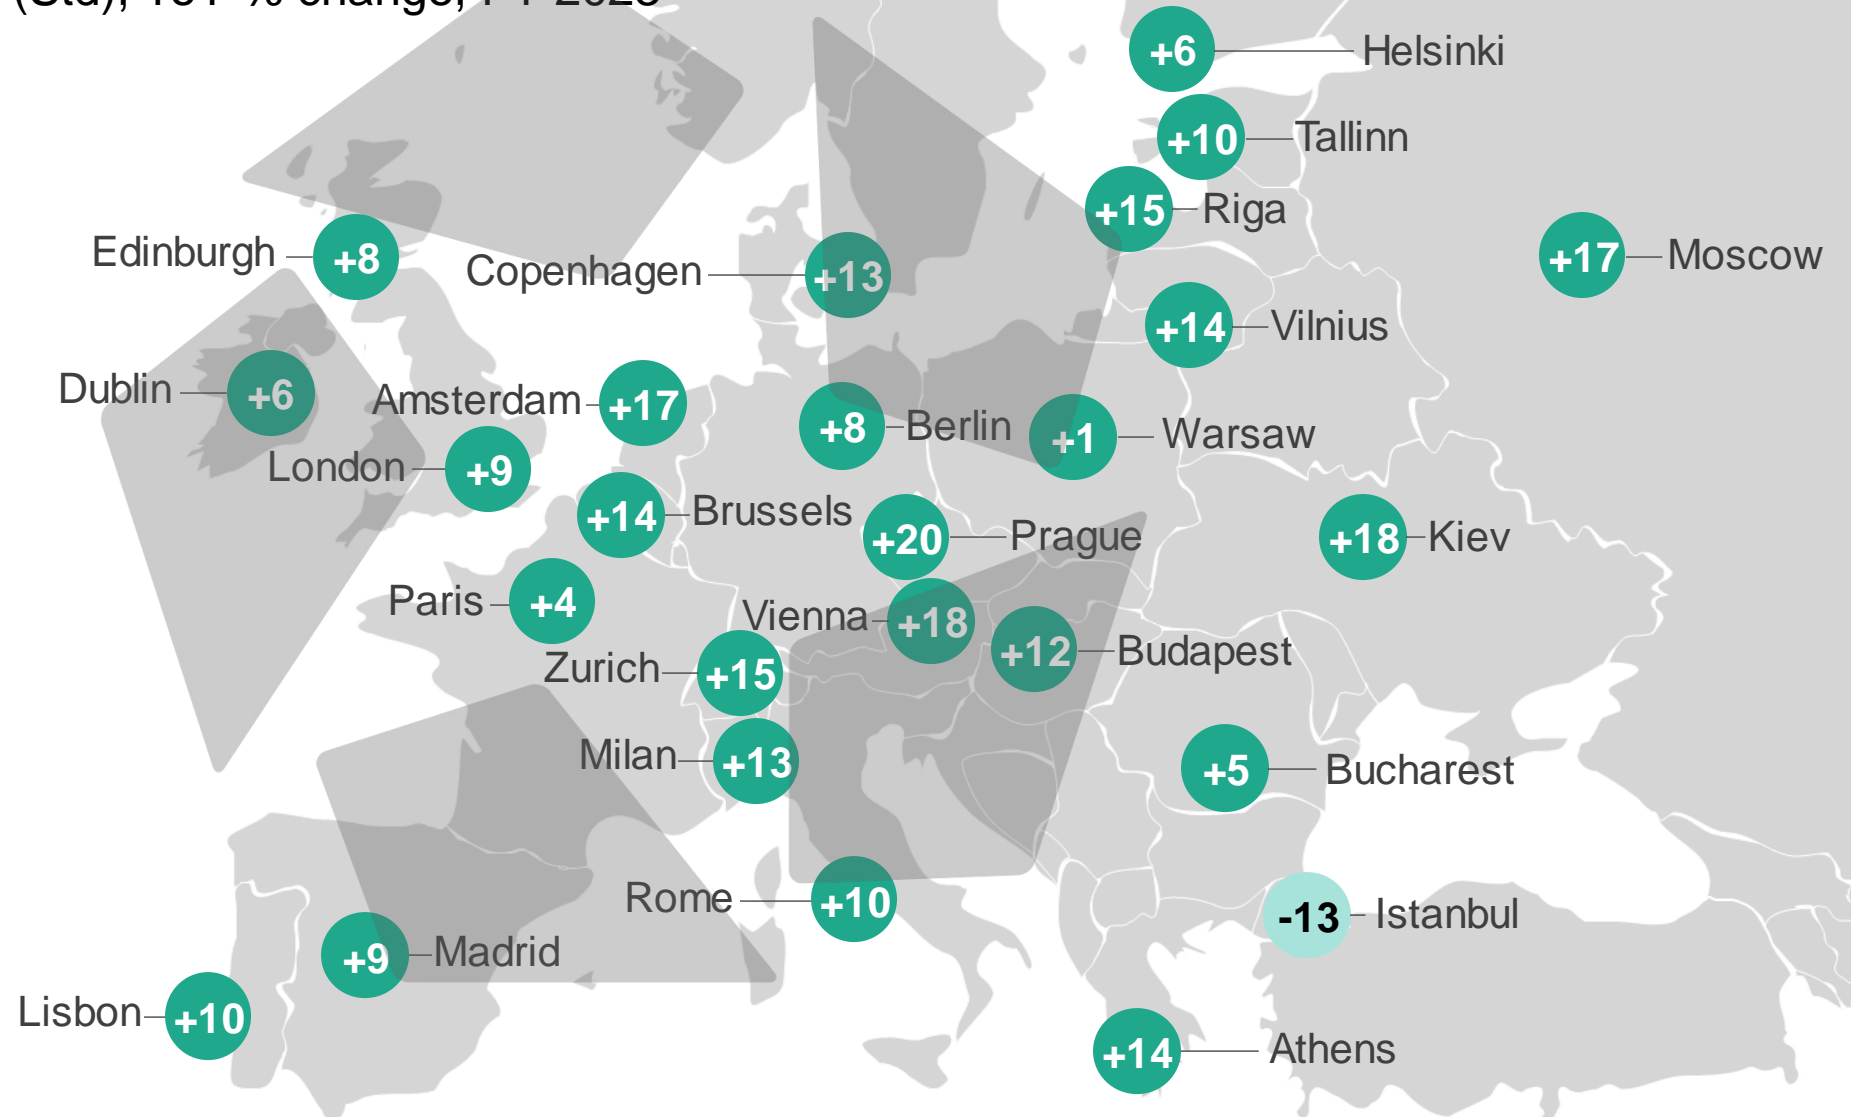 (Std), % change,
+6 Helsinki
+10 Tallinn
+15 Riga
Edinburgh +8
Copenhagen +13
+17 Moscow
+14 Vilnius
Dublin +6
Amsterdam +17
+8 Berlin
+1 Warsaw
London +9
+14 Brussels
+20 Prague
+18 Kiev
Paris +4
Vienna +18
+12 Budapest
Zurich +15
Milan +13
+5 Bucharest
Rome +10
-13 Istanbul
+9 Madrid
Lisbon +10
+14 Athens